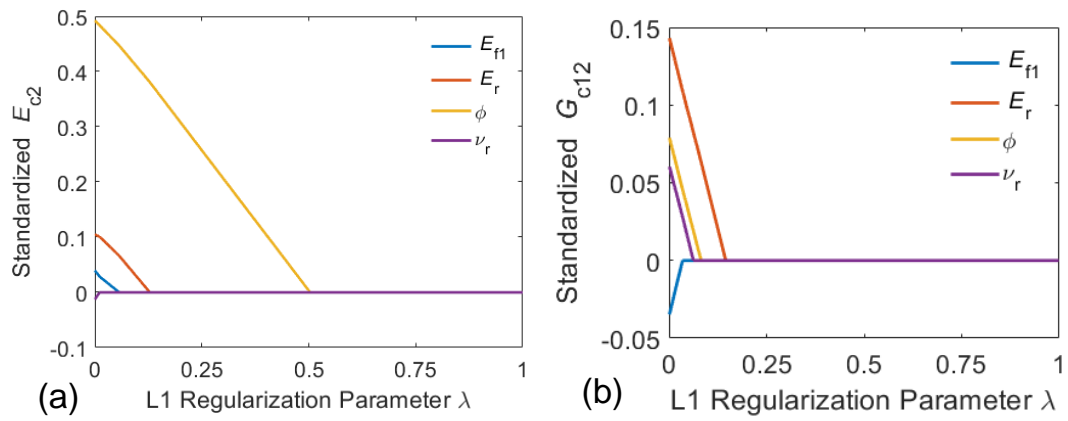 0.5
0.4
0.3
0.2
0.1
0
-0.1
Standardized E_c2
E_f1
E_r
ϕ
ν_r
0 0.25 0.5 0.75 1
(a) L1 Regularization Parameter λ
0.15
0.1
0.05
0
-0.05
Standardized G_c12
E_f1
E_r
ϕ
ν_r
0 0.25 0.5 0.75 1
(b) L1 Regularization Parameter λ